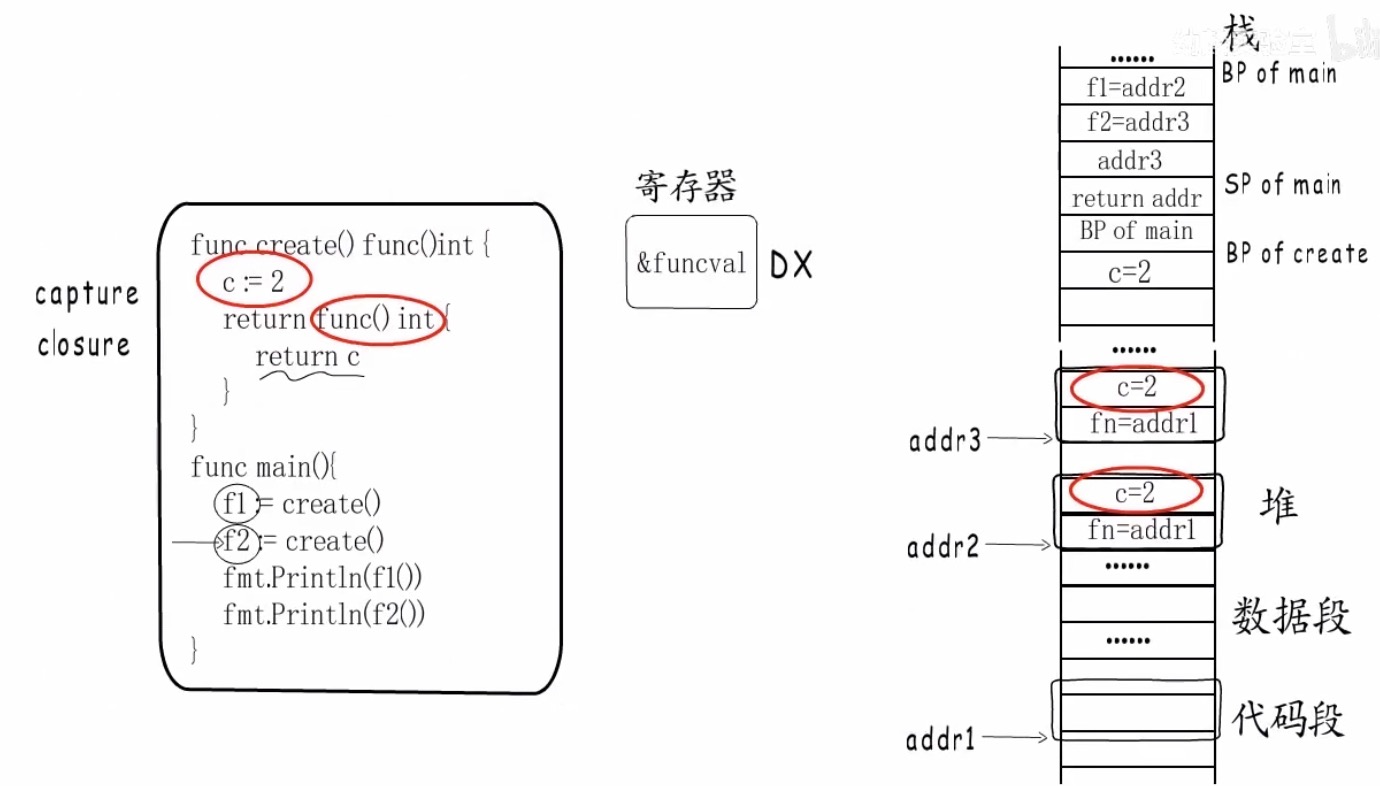 capture
closure
func create() func()int {
c := 2
return func() int {
return c
}
}
func main(){
f1 := create()
f2 := create()
fmt.Println(f1())
fmt.Println(f2())
}
寄存器
&funcval
DX
栈
......
BP of main
f1=addr2
f2=addr3
addr3
SP of main
return addr
BP of main
BP of create
c=2
......
c=2
fn=addr1
addr3
c=2
堆
fn=addr1
addr2
......
数据段
......
代码段
addr1